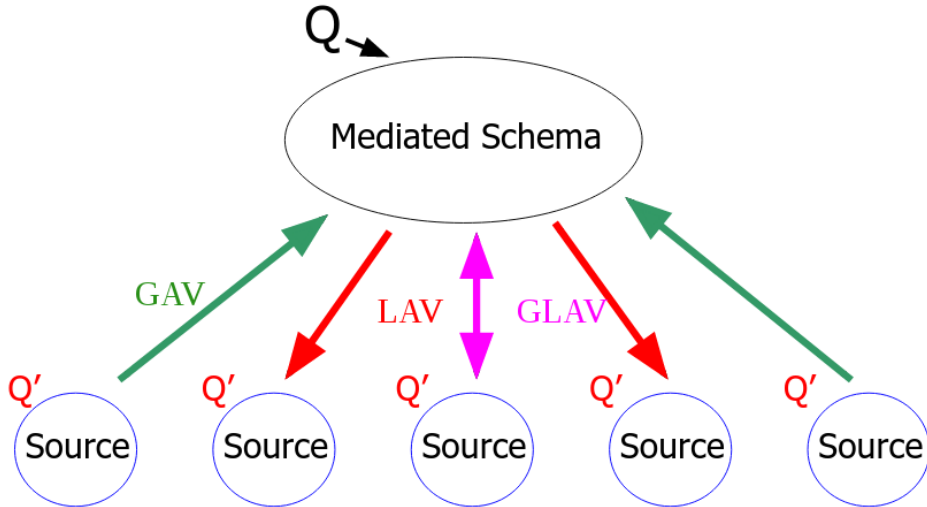 Q
Mediated Schema
GAV
LAV
GLAV
Q′
Q′
Q′
Q′
Q′
Source
Source
Source
Source
Source